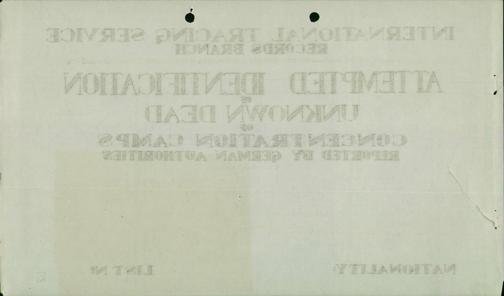 INTERNATIONAL TRACING SERVICE
RECORDS BRANCH
ATTEMPTED IDENTIFICATION
OF
UNKNOWN DEAD
OF
CONCENTRATION CAMPS
REPORTED BY GERMAN AUTHORITIES
NATIONALITY:
LIST Nº